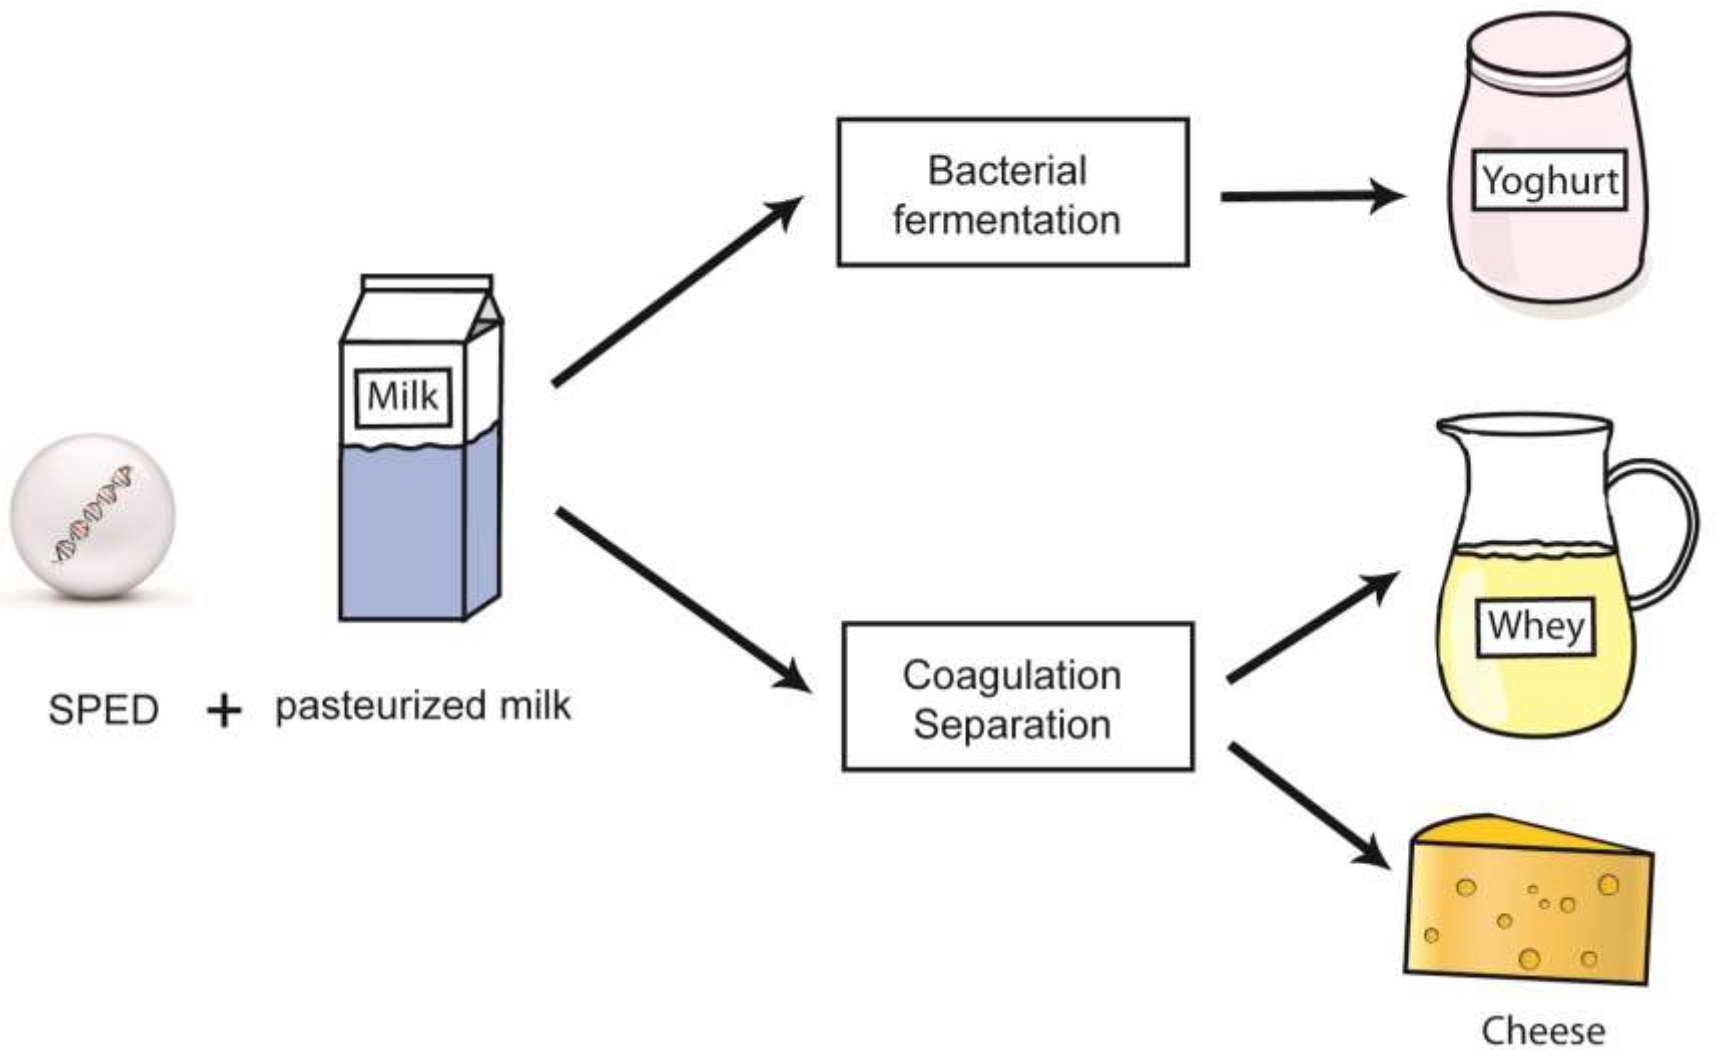 SPED + pasteurized milk
Milk
Bacterial
fermentation
Yoghurt
Coagulation
Separation
Whey
Cheese